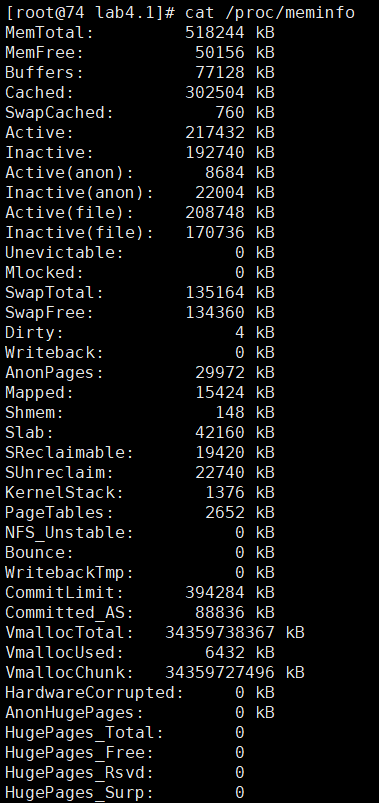 [root@74 lab4.1]# cat /proc/meminfo
MemTotal:         518244 kB
MemFree:           50156 kB
Buffers:           77128 kB
Cached:           302504 kB
SwapCached:          760 kB
Active:           217432 kB
Inactive:         192740 kB
Active(anon):       8684 kB
Inactive(anon):    22004 kB
Active(file):     208748 kB
Inactive(file):   170736 kB
Unevictable:           0 kB
Mlocked:               0 kB
SwapTotal:        135164 kB
SwapFree:         134360 kB
Dirty:                 4 kB
Writeback:             0 kB
AnonPages:         29972 kB
Mapped:            15424 kB
Shmem:               148 kB
Slab:              42160 kB
SReclaimable:      19420 kB
SUnreclaim:        22740 kB
KernelStack:        1376 kB
PageTables:         2652 kB
NFS_Unstable:          0 kB
Bounce:                0 kB
WritebackTmp:          0 kB
CommitLimit:      394284 kB
Committed_AS:      88836 kB
VmallocTotal:   34359738367 kB
VmallocUsed:        6432 kB
VmallocChunk:   34359727496 kB
HardwareCorrupted:     0 kB
AnonHugePages:         0 kB
HugePages_Total:       0
HugePages_Free:        0
HugePages_Rsvd:        0
HugePages_Surp:        0